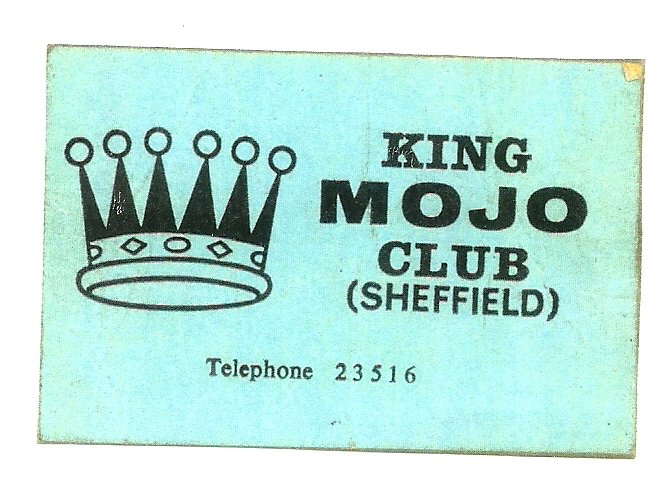 KING
MOJO
CLUB
(SHEFFIELD)
Telephone 23516